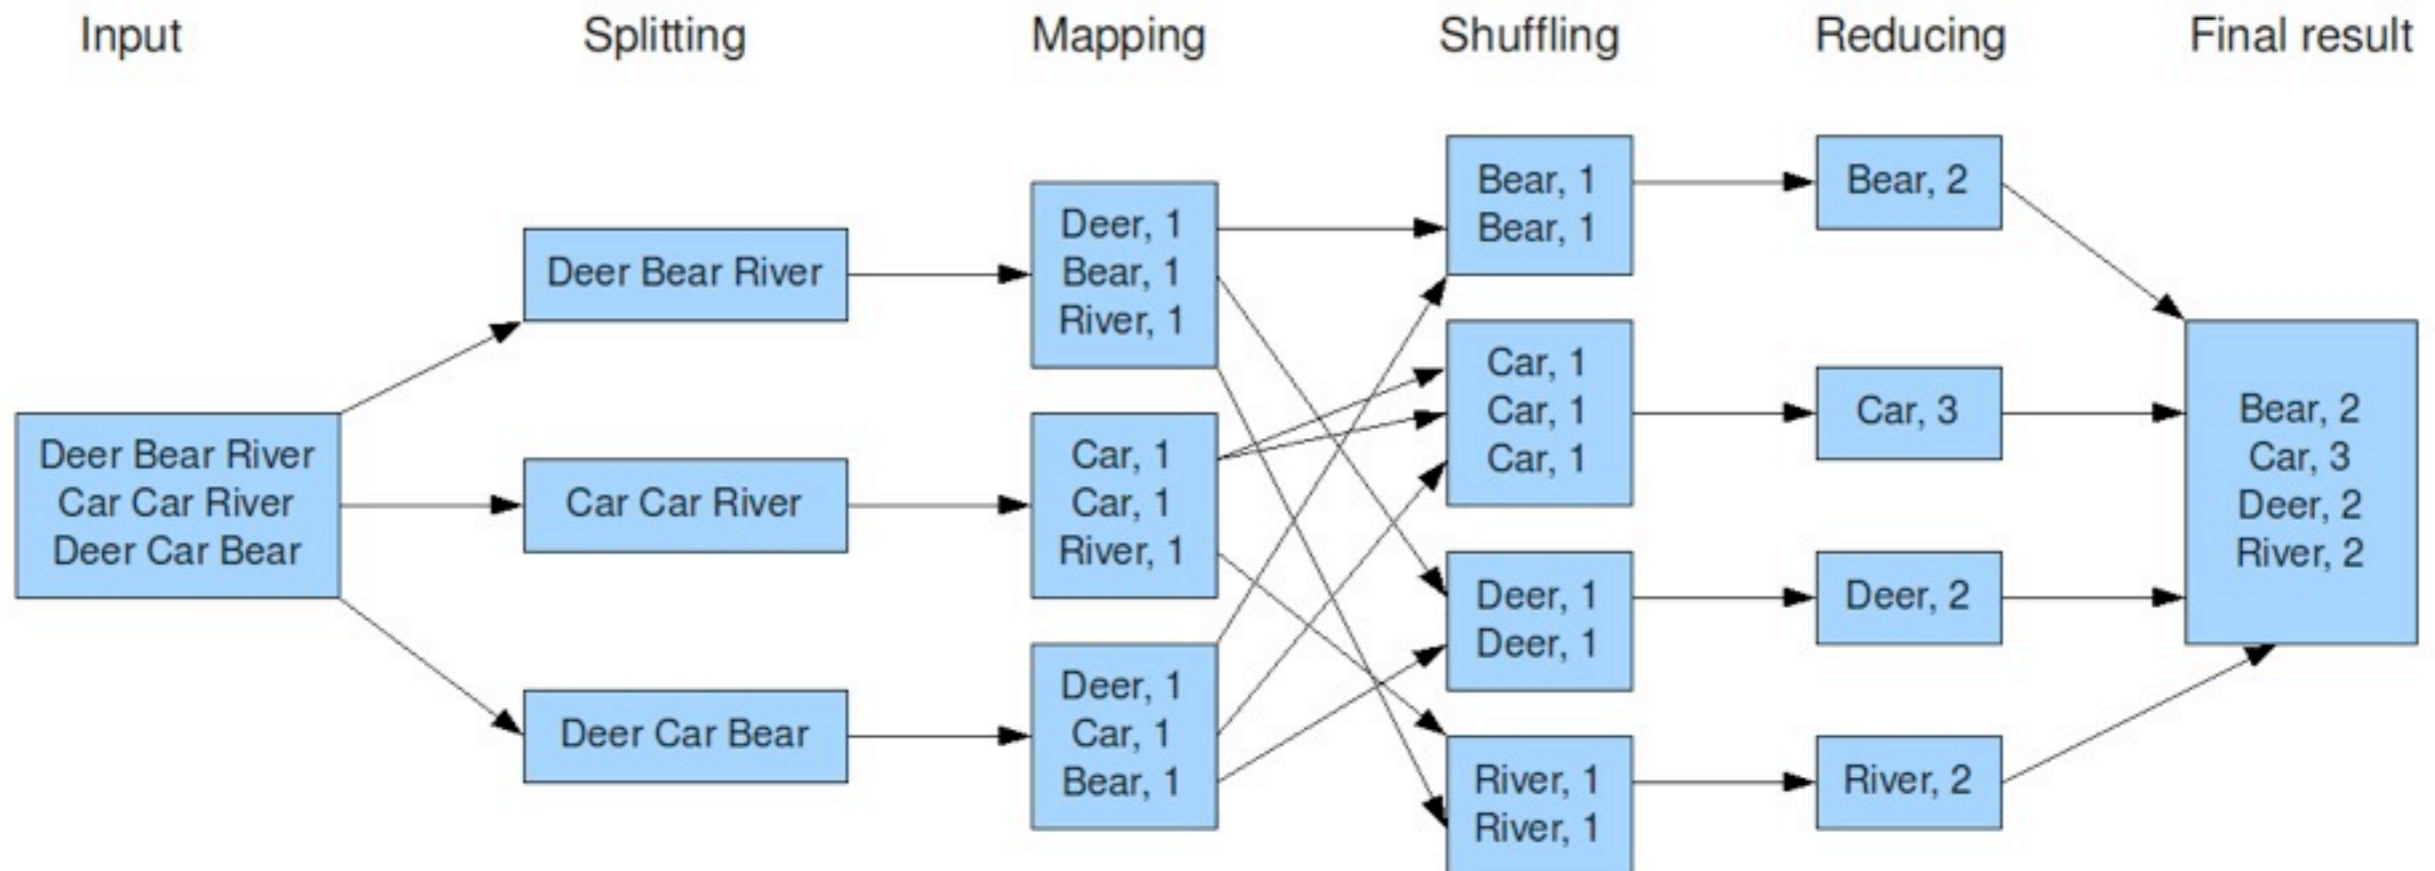 Input
Splitting
Mapping
Shuffling
Reducing
Final result
Deer Bear River
Car Car River
Deer Car Bear
Deer Bear River
Car Car River
Deer Car Bear
Deer, 1
Bear, 1
River, 1
Car, 1
Car, 1
River, 1
Deer, 1
Car, 1
Bear, 1
Bear, 1
Bear, 1
Car, 1
Car, 1
Car, 1
Deer, 1
Deer, 1
River, 1
River, 1
Bear, 2
Car, 3
Deer, 2
River, 2
Bear, 2
Car, 3
Deer, 2
River, 2